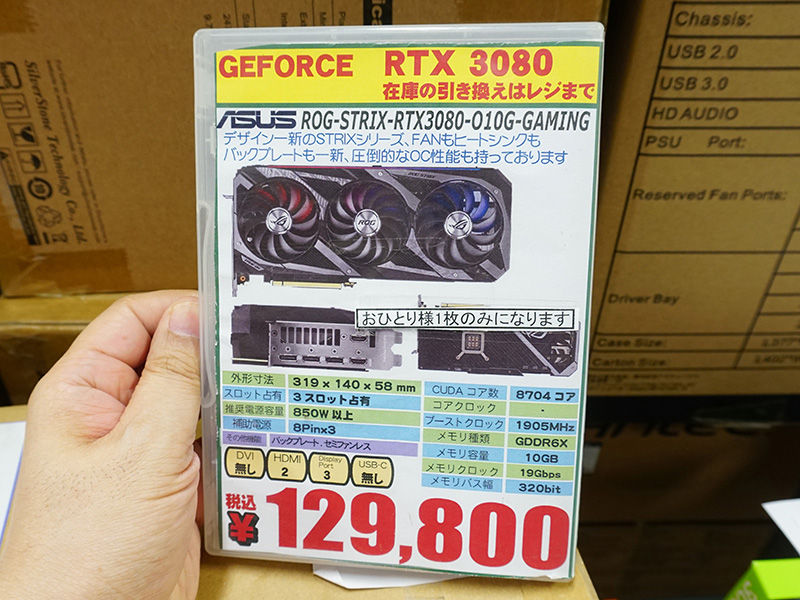 GEFORCE RTX 3080
在庫の引き換えはレジまで
ASUS ROG-STRIX-RTX3080-O10G-GAMING
デザイン一新のSTRIXシリーズ、FANもヒートシンクも
バックプレートも一新、圧倒的なOC性能も持っております
ROG
おひとり様1枚のみになります
外形寸法 319 x 140 x 58 mm
スロット占有 3 スロット占有
推奨電源容量 850W 以上
補助電源 8Pinx3
その他機能 バックプレート、セミファンレス
CUDA コア数 8704 コア
コアクロック -
ブーストクロック 1905MHz
メモリ種類 GDDR6X
メモリ容量 10GB
メモリクロック 19Gbps
メモリバス幅 320bit
DVI 無し
HDMI 2
Display Port 3
USB-C 無し
税込
¥129,800
SilverStone Technology Co., Ltd.
Chassis:
USB 2.0
USB 3.0
HD AUDIO
PSU Port:
Reserved Fan Ports:
Driver Bay
Case Size:
Carton Size: